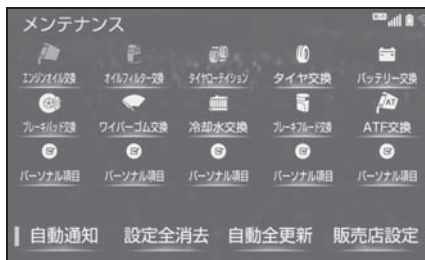 メンテナンス
エンジンオイル交換 オイルフィルター交換 タイヤローテイション タイヤ交換 バッテリー交換
ブレーキパッド交換 ワイパーゴム交換 冷却水交換 ブレーキフルード交換 ATF交換
パーソナル項目 パーソナル項目 パーソナル項目 パーソナル項目 パーソナル項目
自動通知 設定全消去 自動全更新 販売店設定